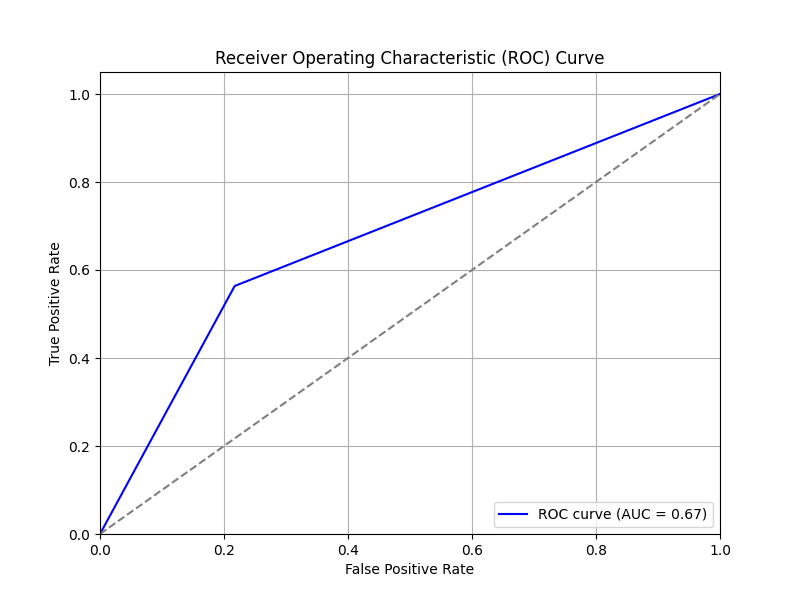 Receiver Operating Characteristic (ROC) Curve
True Positive Rate
1.0
0.8
0.6
0.4
0.2
0.0
ROC curve (AUC = 0.67)
0.0 0.2 0.4 0.6 0.8 1.0
False Positive Rate